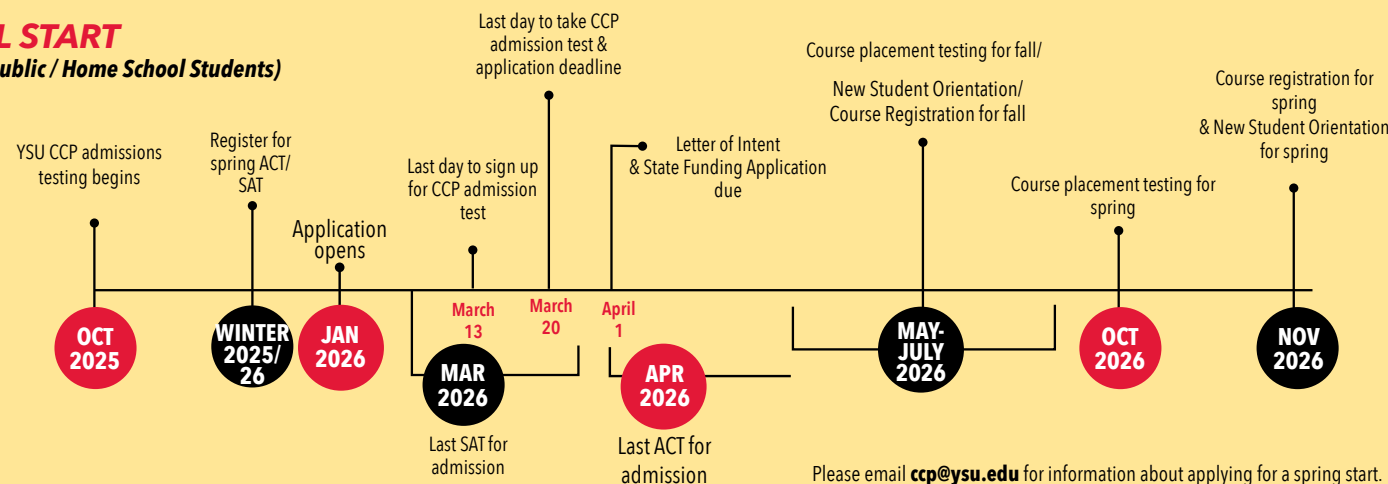 L START
ublic / Home School Students)
YSU CCP admissions
testing begins
Register for
spring ACT/
SAT
Application
opens
Last day to sign up
for CCP admission
test
Last day to take CCP
admission test &
application deadline
Letter of Intent
& State Funding Application
due
Course placement testing for fall/
New Student Orientation/
Course Registration for fall
Course placement testing for
spring
Course registration for
spring
& New Student Orientation
for spring
OCT
2025
WINTER
2025/
26
JAN
2026
March
13
March
20
April
1
MAR
2026
Last SAT for
admission
APR
2026
Last ACT for
admission
MAY-
JULY
2026
OCT
2026
NOV
2026
Please email ccp@ysu.edu for information about applying for a spring start.